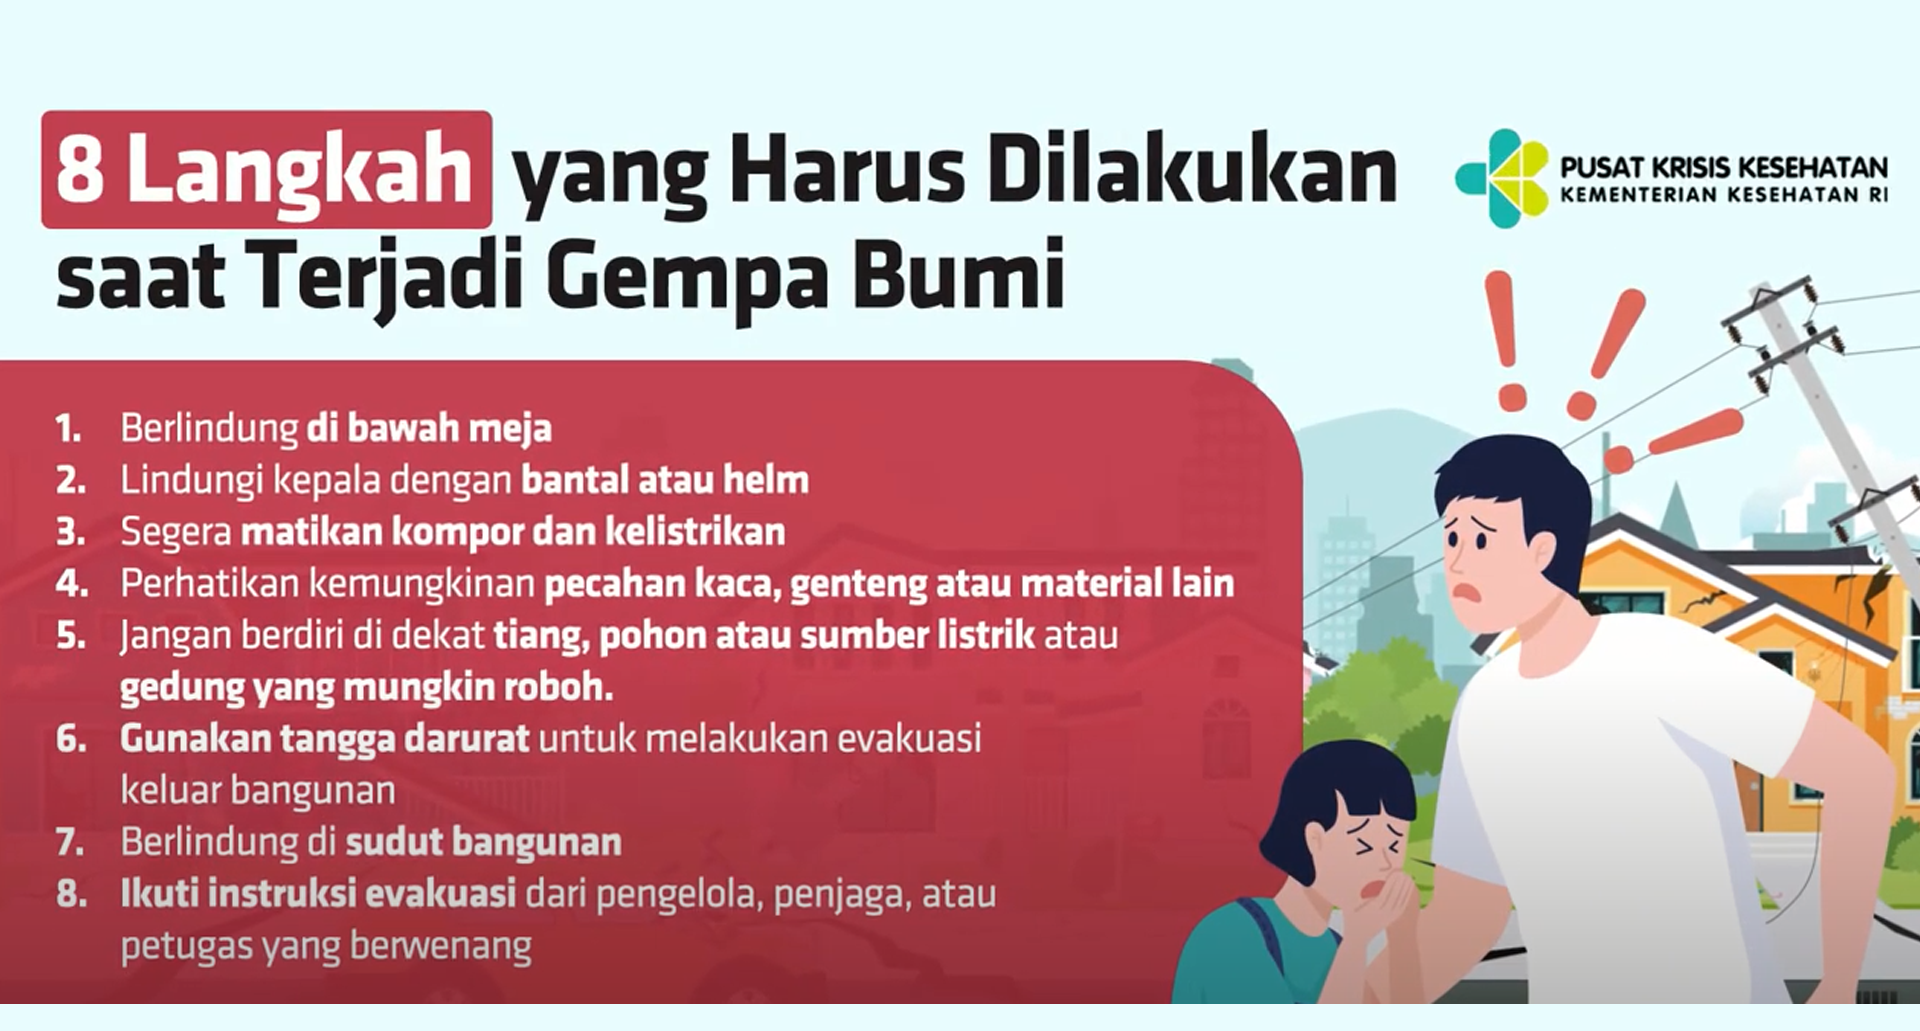 8 Langkah yang Harus Dilakukan
saat Terjadi Gempa Bumi
PUSAT KRISIS KESEHATAN
KEMENTERIAN KESEHATAN RI
1. Berlindung di bawah meja
2. Lindungi kepala dengan bantal atau helm
3. Segera matikan kompor dan kelistrikan
4. Perhatikan kemungkinan pecahan kaca, genteng atau material lain
5. Jangan berdiri di dekat tiang, pohon atau sumber listrik atau
gedung yang mungkin roboh.
6. Gunakan tangga darurat untuk melakukan evakuasi
keluar bangunan
7. Berlindung di sudut bangunan
8. Ikuti instruksi evakuasi dari pengelola, penjaga, atau
petugas yang berwenang